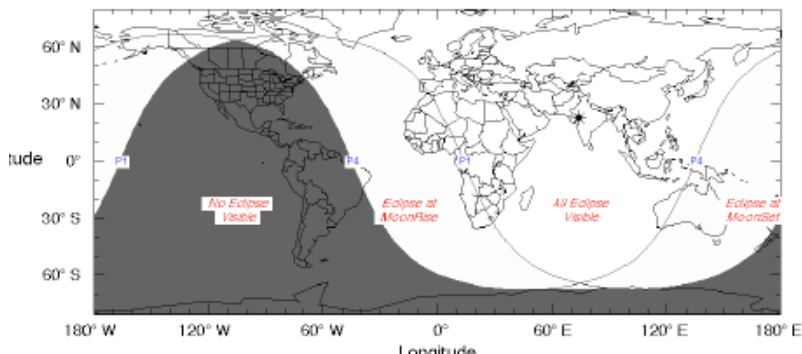 60° N
30° N
tude 0° P1 P4 P1 P4
No Eclipse
Visible
Eclipse at
MoonRise
All Eclipse
Visible
Eclipse at
MoonSet
30° S
60° S
180° W 120° W 60° W 0° 60° E 120° E 180° E
Longitude